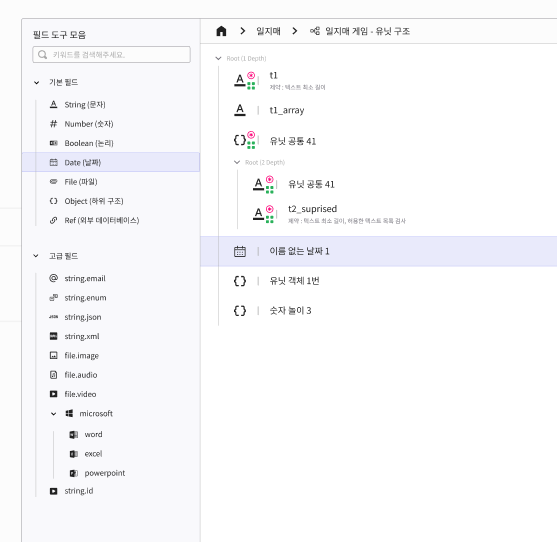 필드 도구 모음
키워드를 검색해주세요.
기본 필드
String (문자)
Number (숫자)
Boolean (논리)
Date (날짜)
File (파일)
Object (하위 구조)
Ref (외부 데이터베이스)
고급 필드
string.email
string.enum
string.json
string.xml
file.image
file.audio
file.video
microsoft
word
excel
powerpoint
string.id
일지매 일지매 게임 - 유닛 구조
Root (1 Depth)
t1
제약 : 텍스트 최소 길이
t1_array
유닛 공통 41
Root (2 Depth)
유닛 공통 41
t2_suprised
제약 : 텍스트 최소 길이, 허용한 텍스트 목록 검사
이름 없는 날짜 1
유닛 객체 1번
숫자 놀이 3